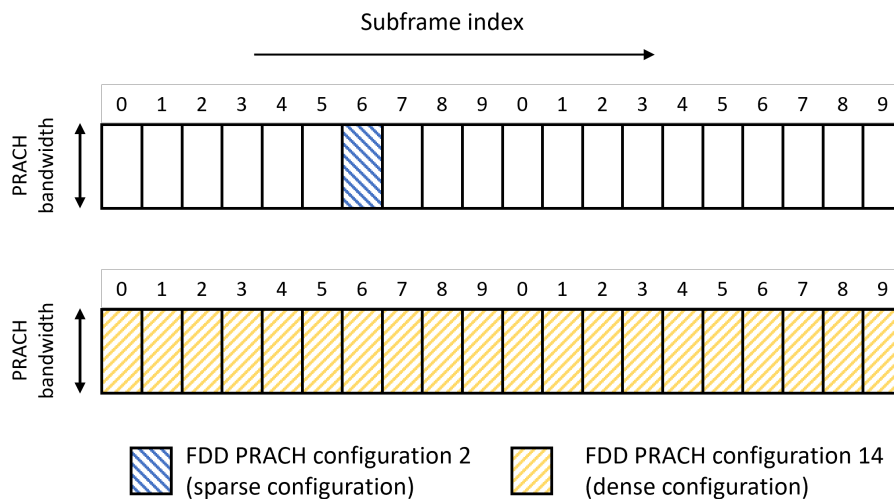 Subframe index
0 1 2 3 4 5 6 7 8 9 0 1 2 3 4 5 6 7 8 9
PRACH
bandwidth
0 1 2 3 4 5 6 7 8 9 0 1 2 3 4 5 6 7 8 9
PRACH
bandwidth
FDD PRACH configuration 2
(sparse configuration)
FDD PRACH configuration 14
(dense configuration)